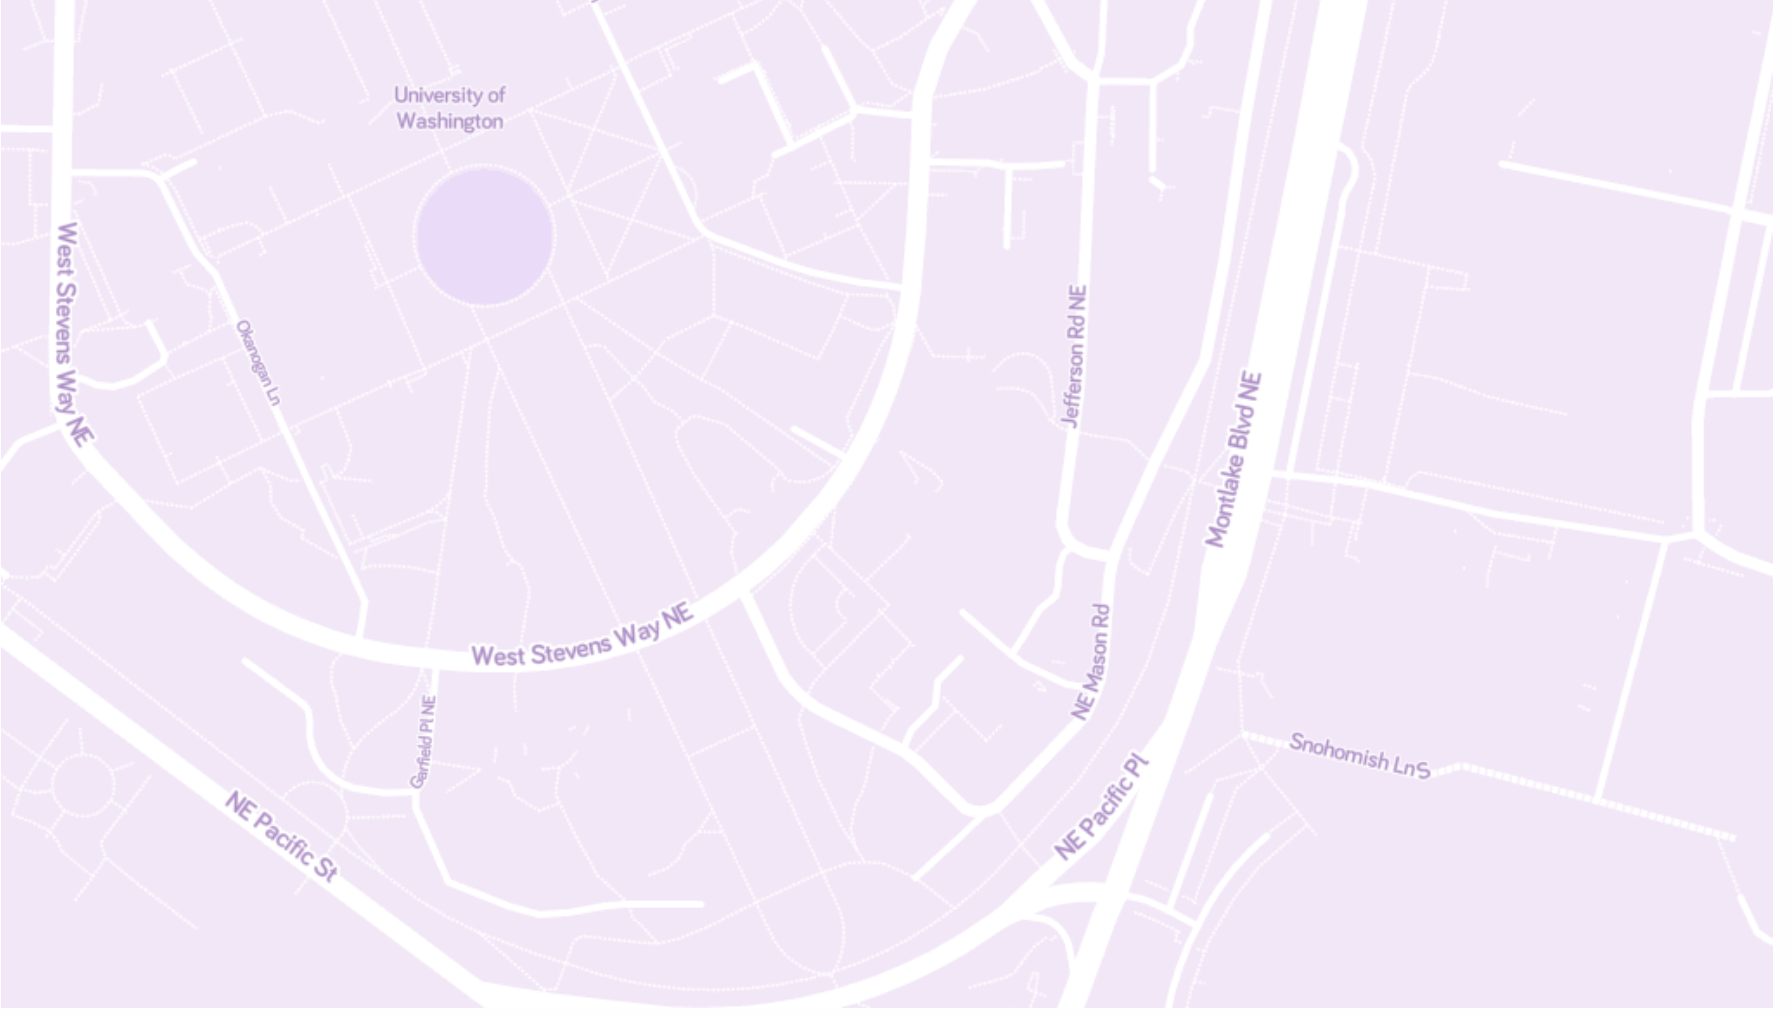 University of
Washington
West Stevens Way NE
Okanogan Ln
Jefferson Rd NE
Montlake Blvd NE
West Stevens Way NE
NE Mason Rd
Garfield Pl NE
Snohomish Ln S
NE Pacific Pl
NE Pacific St